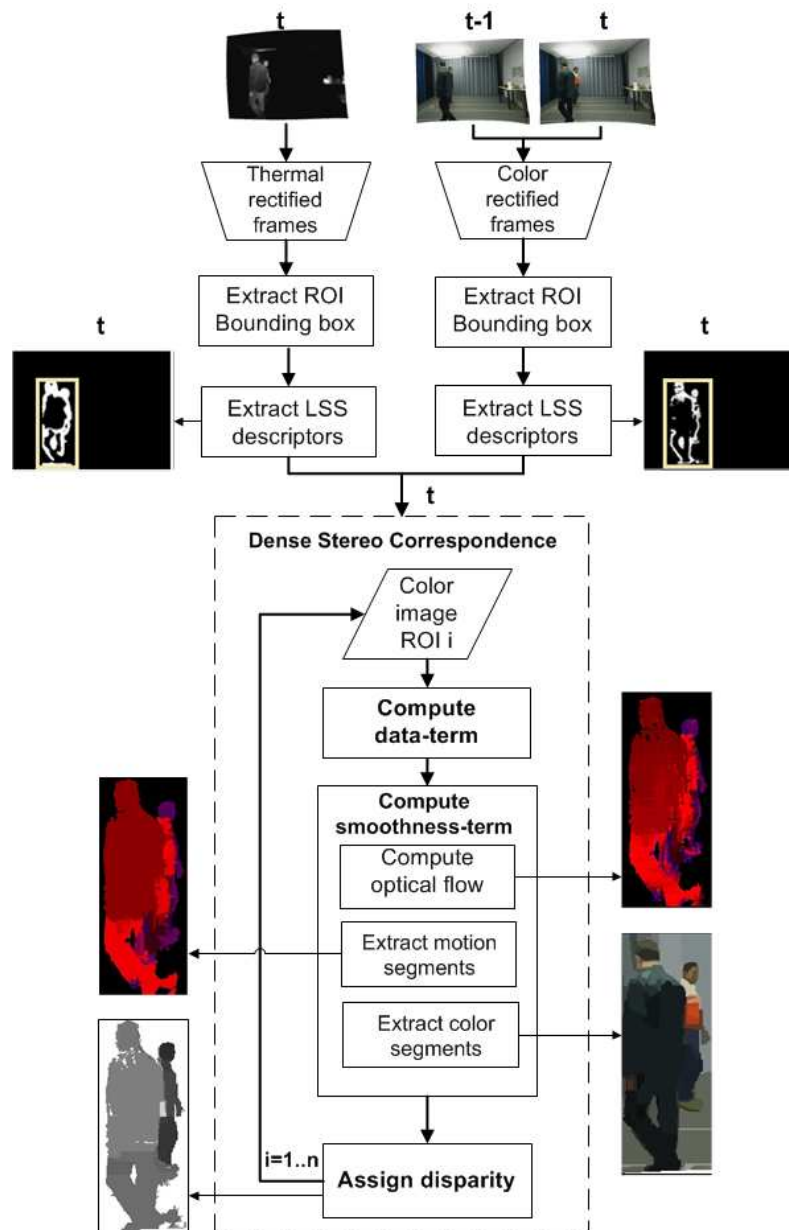 t
t-1
t
Thermal
rectified
frames
Color
rectified
frames
Extract ROI
Bounding box
Extract ROI
Bounding box
t
t
Extract LSS
descriptors
Extract LSS
descriptors
t
Dense Stereo Correspondence
Color
image
ROI i
Compute
data-term
Compute
smoothness-term
Compute
optical flow
Extract motion
segments
Extract color
segments
i=1..n
Assign disparity